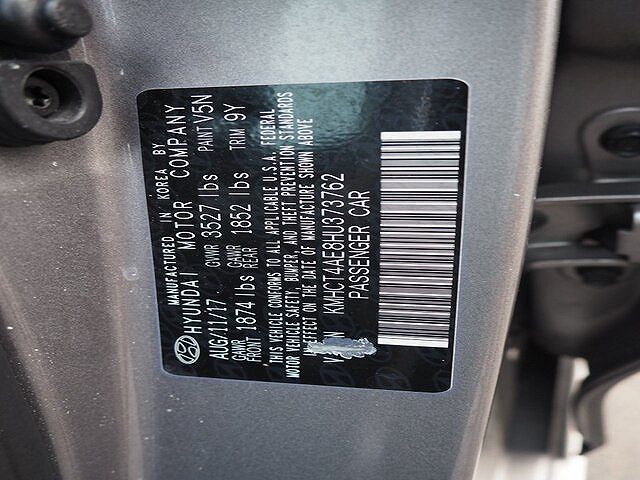 MANUFACTURED IN KOREA BY
HYUNDAI MOTOR COMPANY
AUG/11/17 GVWR 3527 lbs PAINT V5N
GAWR FRONT 1874 lbs GAWR REAR 1852 lbs TRIM 9Y
THIS VEHICLE CONFORMS TO ALL APPLICABLE U.S.A. FEDERAL
MOTOR VEHICLE SAFETY, BUMPER, AND THEFT PREVENTION STANDARDS
IN EFFECT ON THE DATE OF MANUFACTURE SHOWN ABOVE
KMHCT4AE8HU373762
PASSENGER CAR